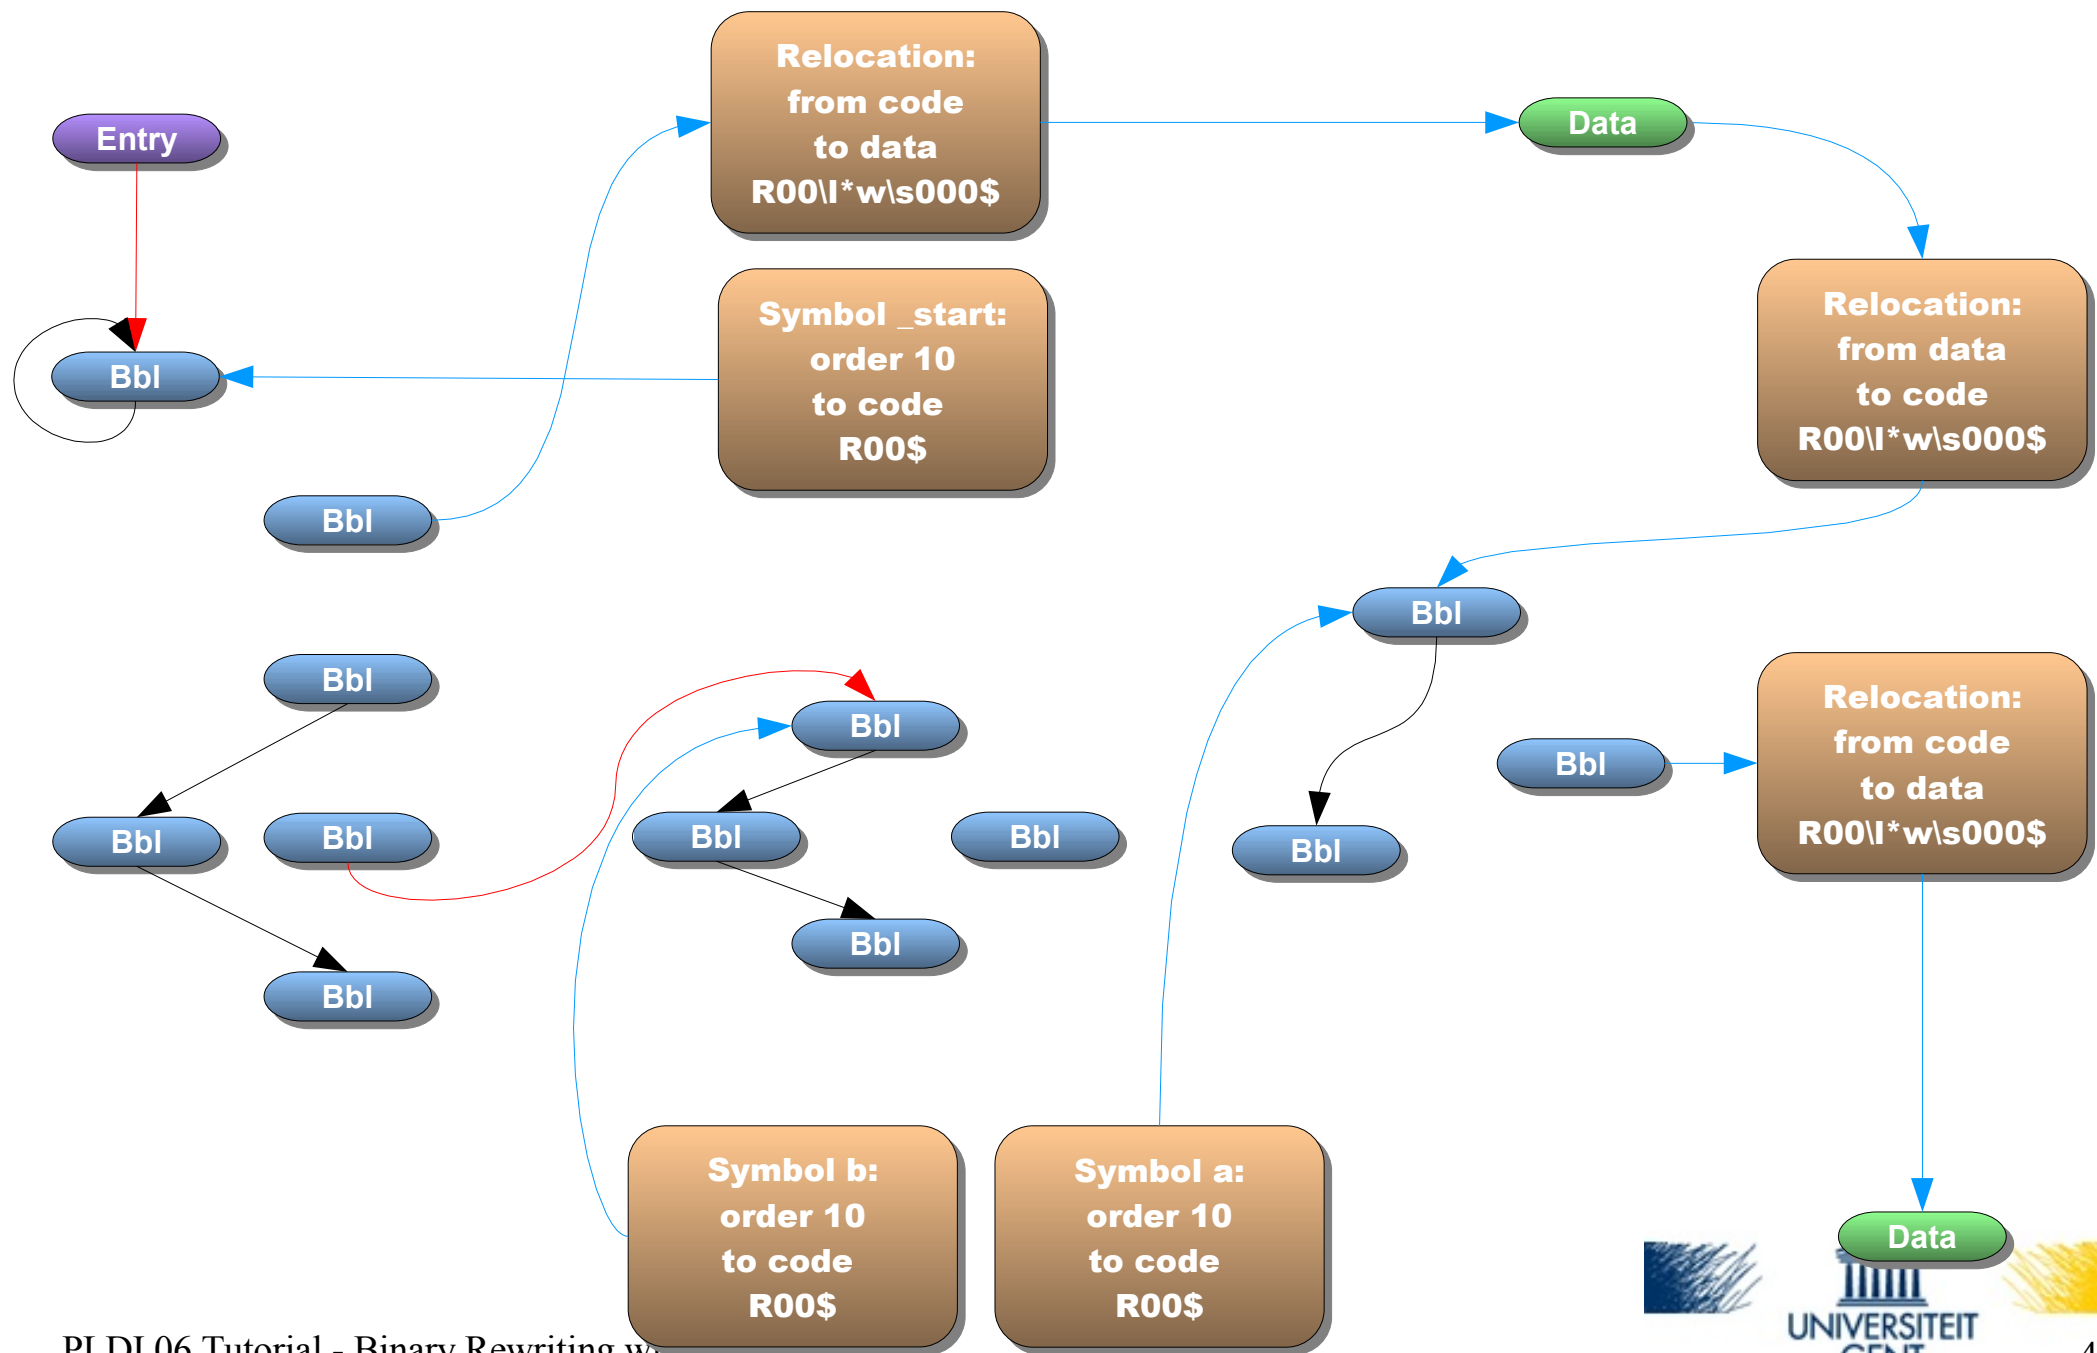 Relocation:
from code
to data
R00\l*w\s000$
Entry
Data
Symbol _start:
order 10
to code
R00$
Relocation:
from data
to code
R00\l*w\s000$
Bbl
Bbl
Bbl
Bbl
Bbl
Relocation:
from code
to data
R00\l*w\s000$
Bbl
Bbl
Bbl
Bbl
Bbl
Bbl
Bbl
Bbl
Bbl
Symbol b:
order 10
to code
R00$
Symbol a:
order 10
to code
R00$
Data
UNIVERSITEIT
GENT
PLDI 06 Tutorial - Binary Rewriting
4